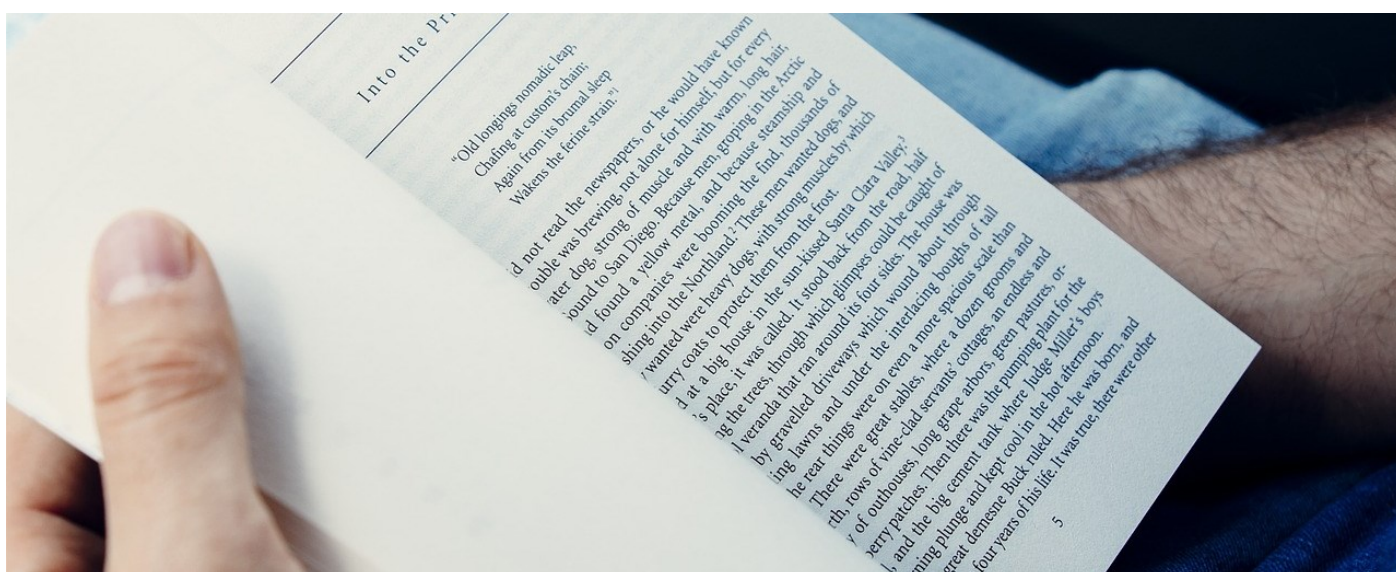 Into the Pri
“Old longings nomadic leap,
Chafing at custom’s chain;
Again from its brumal sleep
Wakens the ferine strain.”1
d not read the newspapers, or he would have known
ouble was brewing, not alone for himself, but for every
ater dog, strong of muscle and with warm, long hair,
ound to San Diego. Because men, groping in the Arctic
d found a yellow metal, and because steamship and
on companies were booming the find, thousands of
shing into the Northland.2 These men wanted dogs, and
wanted were heavy dogs, with strong muscles by which
urry coats to protect them from the frost.
d at a big house in the sun-kissed Santa Clara Valley.3
’s place, it was called. It stood back from the road, half
ng the trees, through which glimpses could be caught of
l veranda that ran around its four sides. The house was
by gravelled driveways which wound about through
ing lawns and under the interlacing boughs of tall
he rear things were on even a more spacious scale than
There were great stables, where a dozen grooms and
rth, rows of vine-clad servants’ cottages, an endless and
y of outhouses, long grape arbors, green pastures, or-
berry patches. Then there was the pumping plant for the
l, and the big cement tank where Judge Miller’s boys
ning plunge and kept cool in the hot afternoon.
great demesne Buck ruled. Here he was born, and
four years of his life. It was true, there were other
5